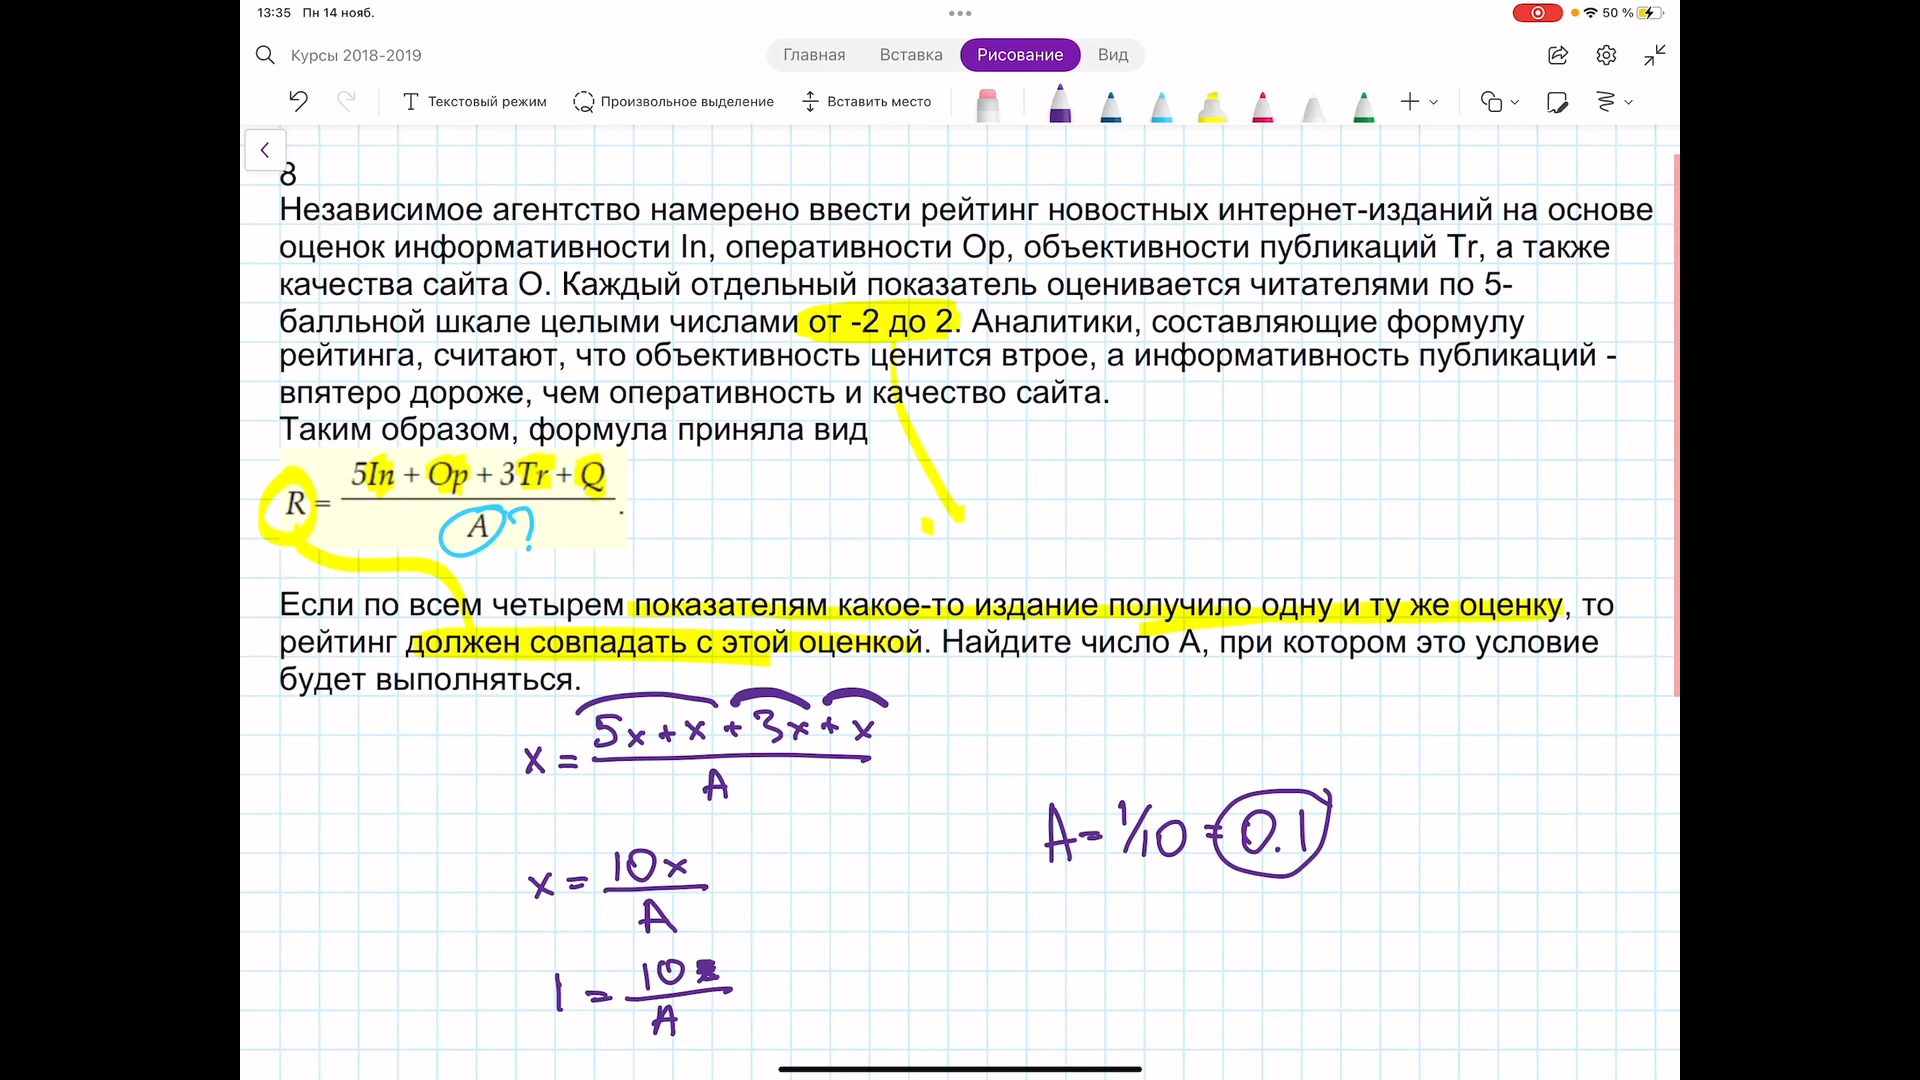 13:35 Пн 14 нояб.
50 %
Курсы 2018-2019
Главная Вставка Рисование Вид
Текстовый режим Произвольное выделение Вставить место
8
Независимое агентство намерено ввести рейтинг новостных интернет-изданий на основе
оценок информативности In, оперативности Op, объективности публикаций Tr, а также
качества сайта О. Каждый отдельный показатель оценивается читателями по 5-
балльной шкале целыми числами от -2 до 2. Аналитики, составляющие формулу
рейтинга, считают, что объективность ценится втрое, а информативность публикаций -
впятеро дороже, чем оперативность и качество сайта.
Таким образом, формула приняла вид
R = (5In + Op + 3Tr + Q) / A . ?
Если по всем четырем показателям какое-то издание получило одну и ту же оценку, то
рейтинг должен совпадать с этой оценкой. Найдите число А, при котором это условие
будет выполняться.
x = (5x + x + 3x + x) / A
A = 1/10 = 0.1
x = 10x / A
1 = 10 / A